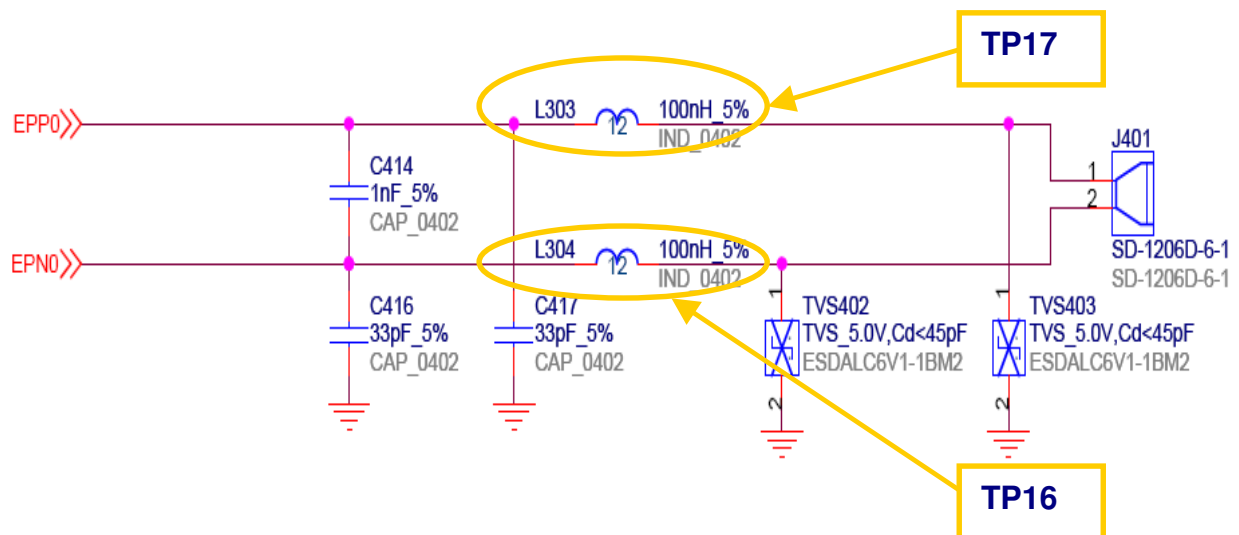 TP17
EPP0
L303
12
100nH_5%
IND_0402
C414
1nF_5%
CAP_0402
J401
1
2
SD-1206D-6-1
SD-1206D-6-1
EPN0
L304
12
100nH_5%
IND_0402
C416
33pF_5%
CAP_0402
C417
33pF_5%
CAP_0402
1
TVS402
TVS_5.0V,Cd<45pF
ESDALC6V1-1BM2
2
1
TVS403
TVS_5.0V,Cd<45pF
ESDALC6V1-1BM2
2
TP16